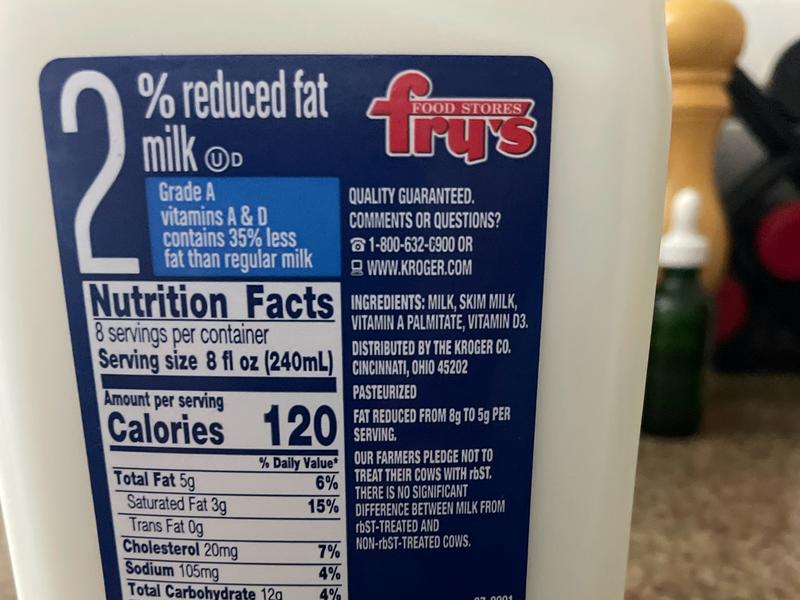 2% reduced fat
milk ⓊD
Grade A
vitamins A & D
contains 35% less
fat than regular milk
Nutrition Facts
8 servings per container
Serving size 8 fl oz (240mL)
Amount per serving
Calories 120
% Daily Value*
Total Fat 5g 6%
Saturated Fat 3g 15%
Trans Fat 0g
Cholesterol 20mg 7%
Sodium 105mg 4%
Total Carbohydrate 12g 4%
FOOD STORES
fry's
QUALITY GUARANTEED.
COMMENTS OR QUESTIONS?
1-800-632-6900 OR
WWW.KROGER.COM
INGREDIENTS: MILK, SKIM MILK,
VITAMIN A PALMITATE, VITAMIN D3.
DISTRIBUTED BY THE KROGER CO.
CINCINNATI, OHIO 45202
PASTEURIZED
FAT REDUCED FROM 8g TO 5g PER
SERVING.
OUR FARMERS PLEDGE NOT TO
TREAT THEIR COWS WITH rbST.
THERE IS NO SIGNIFICANT
DIFFERENCE BETWEEN MILK FROM
rbST-TREATED AND
NON-rbST-TREATED COWS.